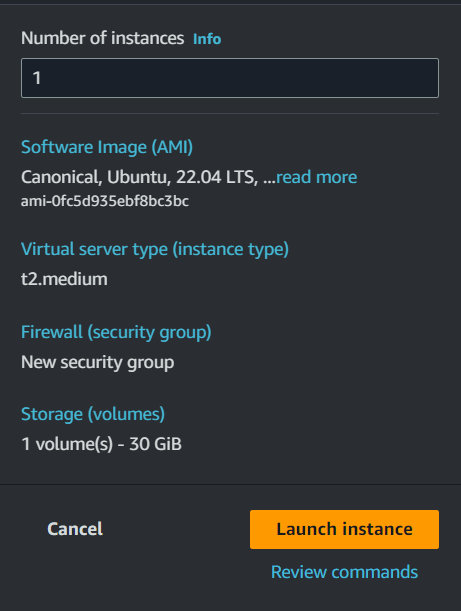 Number of instances Info
1
Software Image (AMI)
Canonical, Ubuntu, 22.04 LTS, ...read more
ami-0fc5d935ebf8bc3bc
Virtual server type (instance type)
t2.medium
Firewall (security group)
New security group
Storage (volumes)
1 volume(s) - 30 GiB
Cancel
Launch instance
Review commands